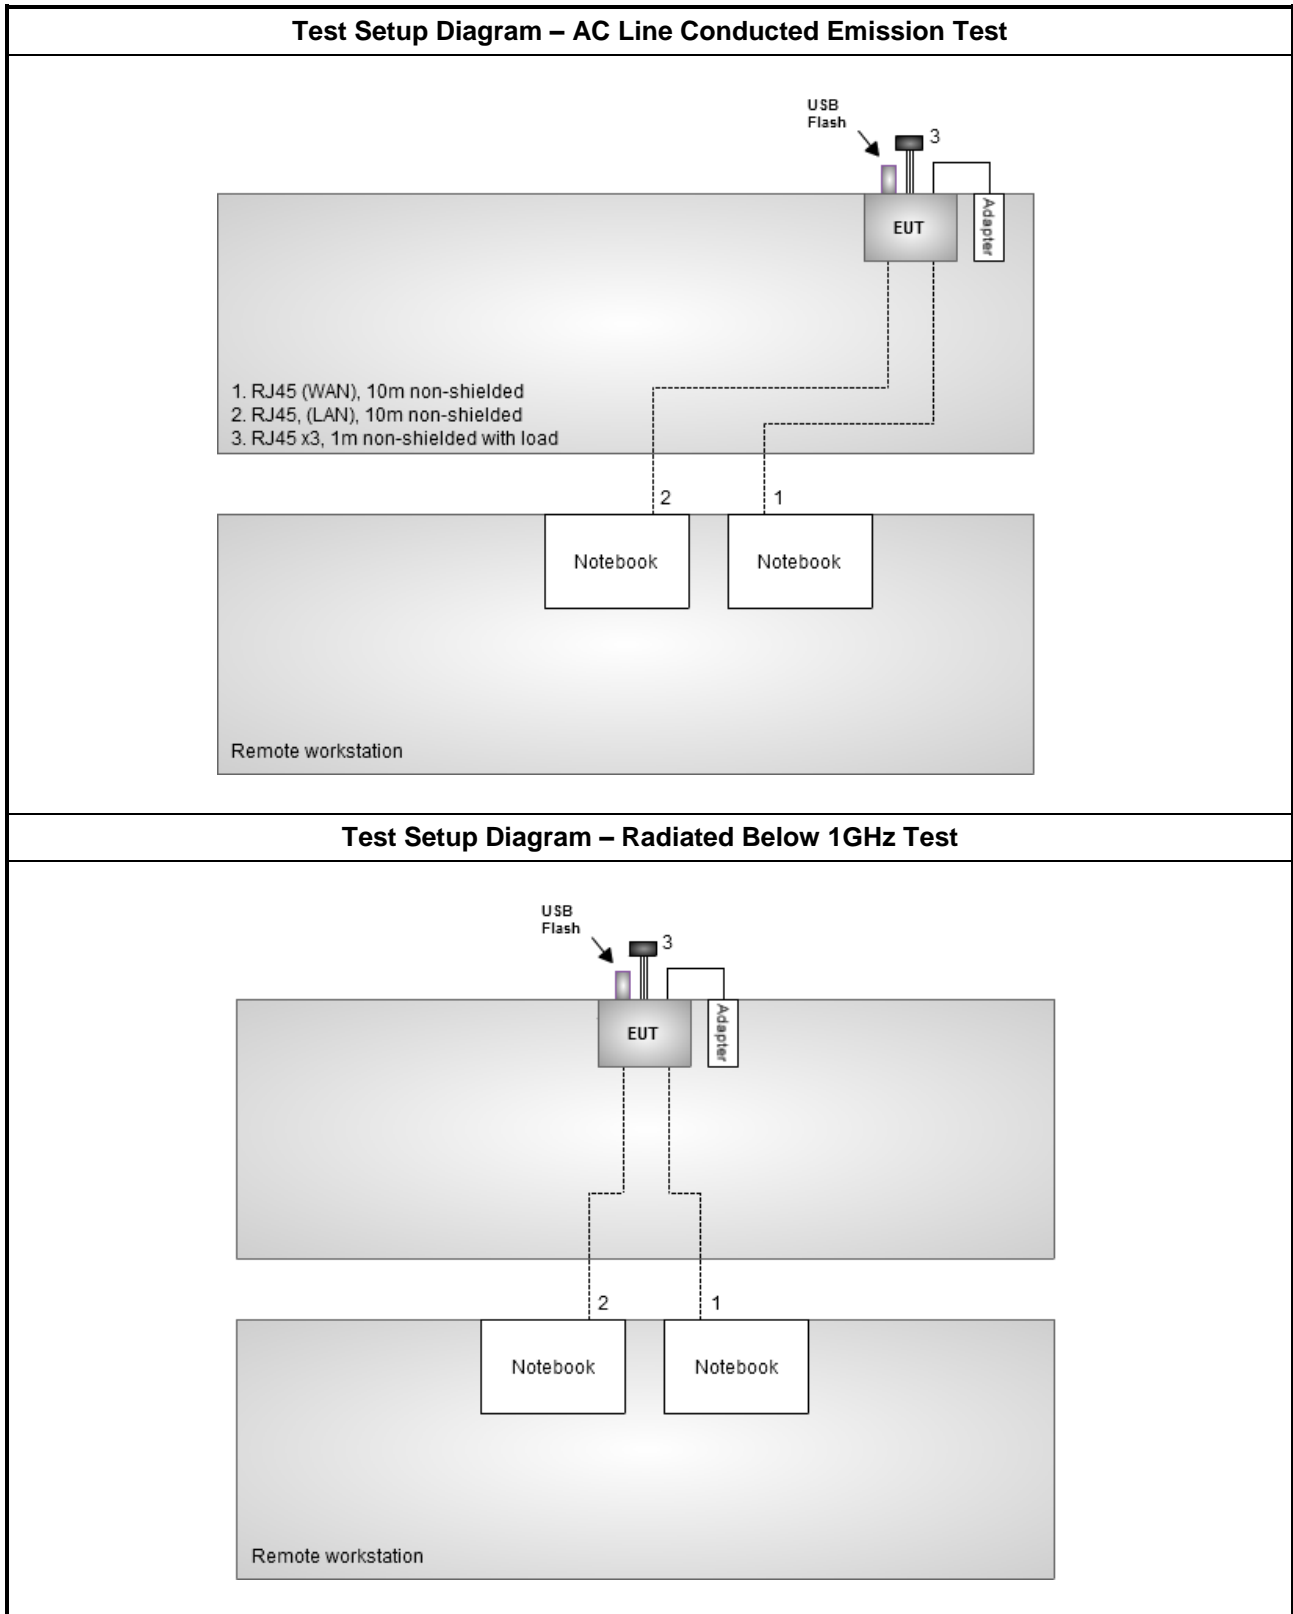 Test Setup Diagram – AC Line Conducted Emission Test
USB
Flash
3
EUT
Adapter
1. RJ45 (WAN), 10m non-shielded
2. RJ45, (LAN), 10m non-shielded
3. RJ45 x3, 1m non-shielded with load
2
1
Notebook
Notebook
Remote workstation
Test Setup Diagram – Radiated Below 1GHz Test
USB
Flash
3
EUT
Adapter
2
1
Notebook
Notebook
Remote workstation